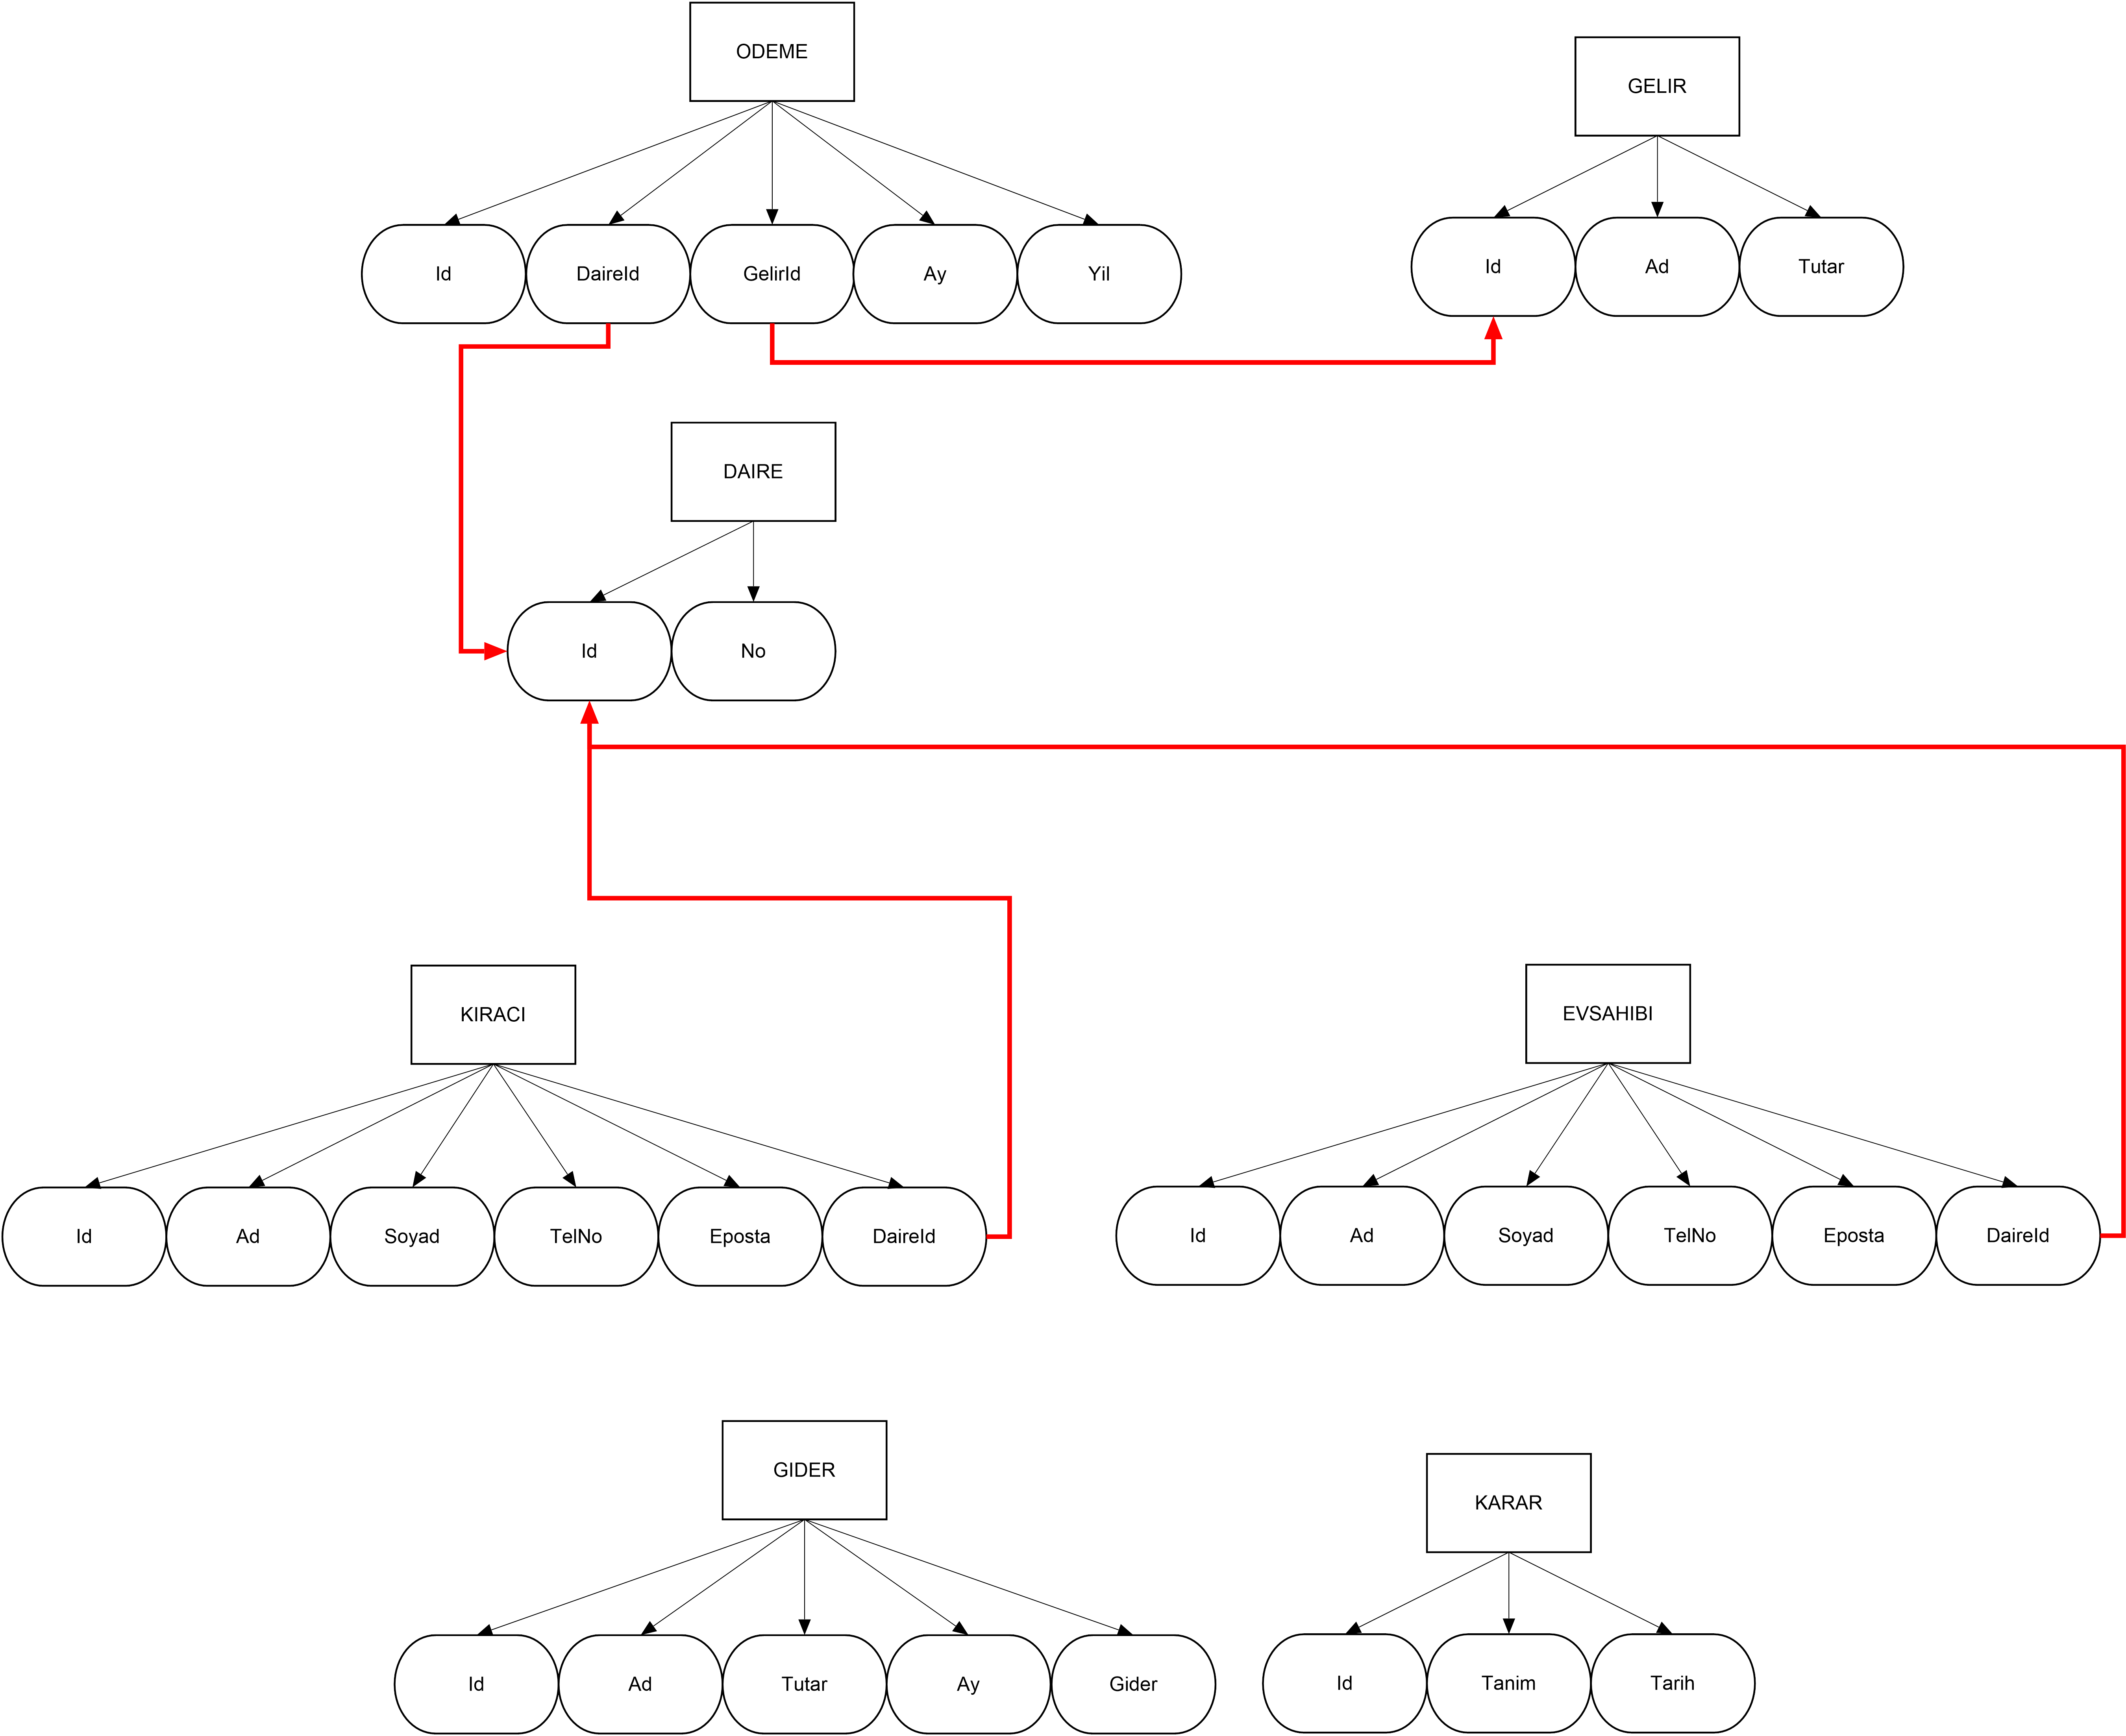 ODEME
GELIR
Id
DaireId
GelirId
Ay
Yil
Id
Ad
Tutar
DAIRE
Id
No
KIRACI
EVSAHIBI
Id
Ad
Soyad
TelNo
Eposta
DaireId
Id
Ad
Soyad
TelNo
Eposta
DaireId
GIDER
KARAR
Id
Ad
Tutar
Ay
Gider
Id
Tanim
Tarih